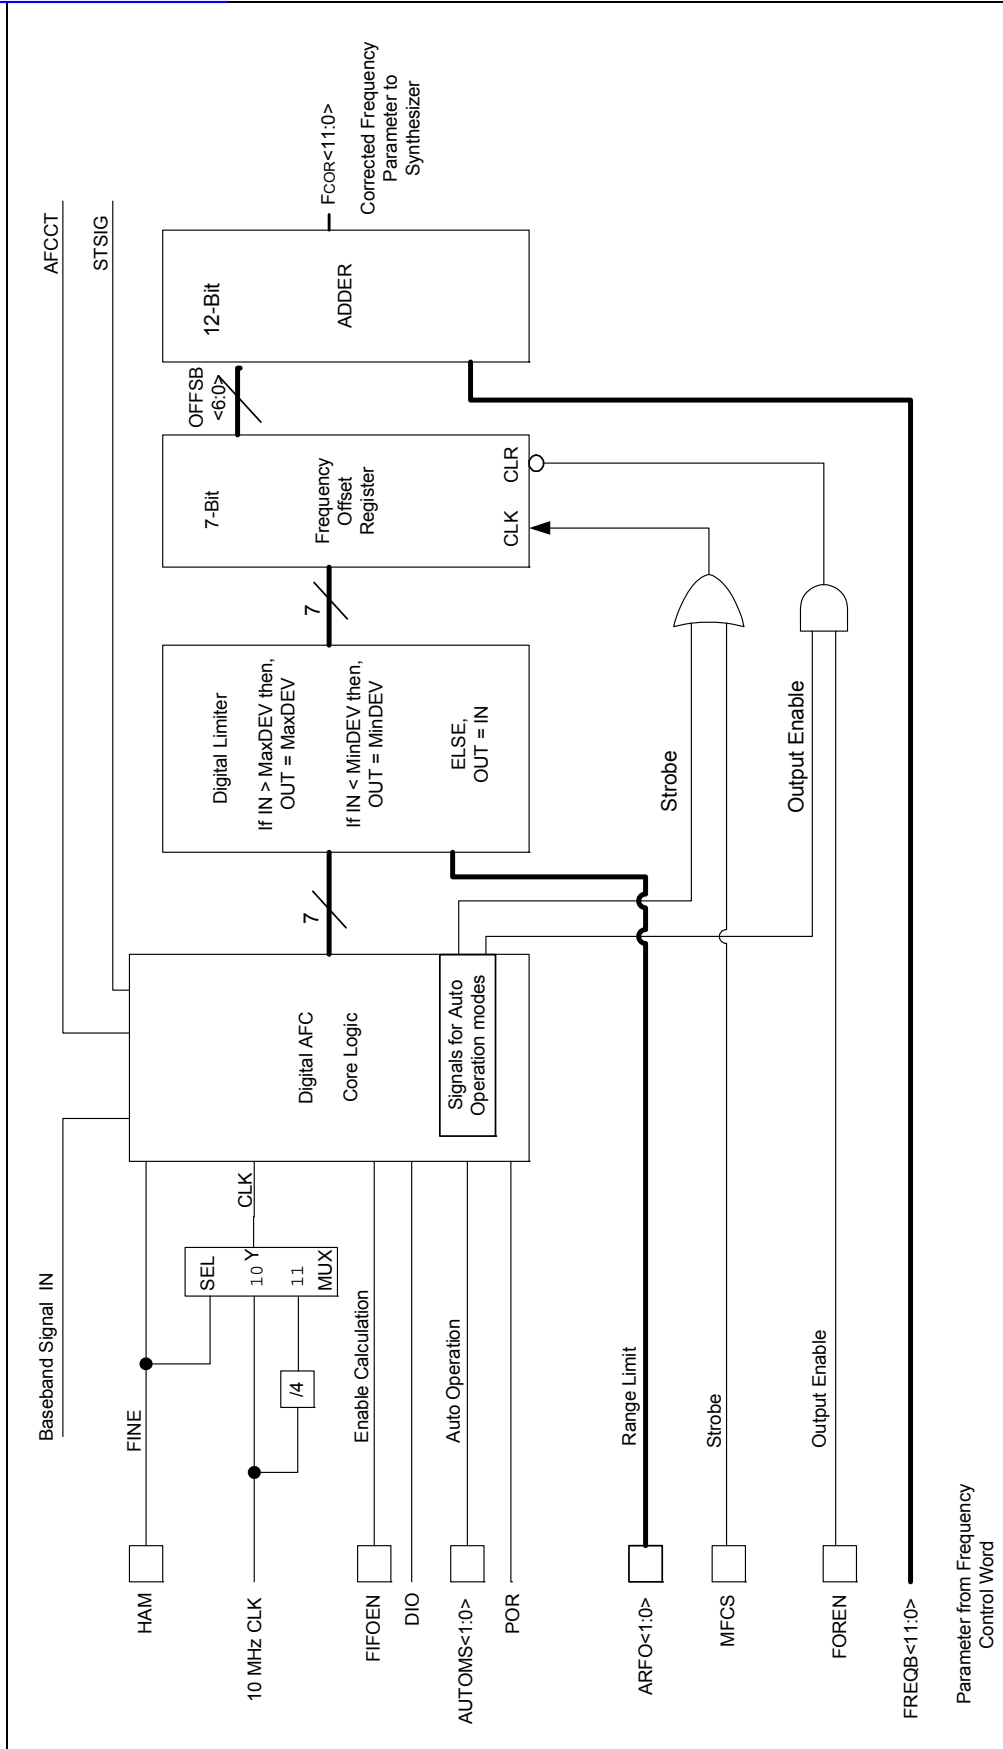 Baseband Signal IN
AFCCT
STSIG
HAM
FINE
10 MHz CLK
/4
SEL
10
Y
11
MUX
CLK
FIFOEN
Enable Calculation
DIO
AUTOMS<1:0>
Auto Operation
POR
Digital AFC
Core Logic
Signals for Auto
Operation modes
7
Digital Limiter
If IN > MaxDEV then,
OUT = MaxDEV
If IN < MinDEV then,
OUT = MinDEV
ELSE,
OUT = IN
7
7-Bit
Frequency
Offset
Register
CLK
CLR
OFFSB
<6:0>
12-Bit
ADDER
FCOR<11:0>
Corrected Frequency
Parameter to
Synthesizer
ARFO<1:0>
Range Limit
MFCS
Strobe
Strobe
FOREN
Output Enable
Output Enable
FREQB<11:0>
Parameter from Frequency
Control Word